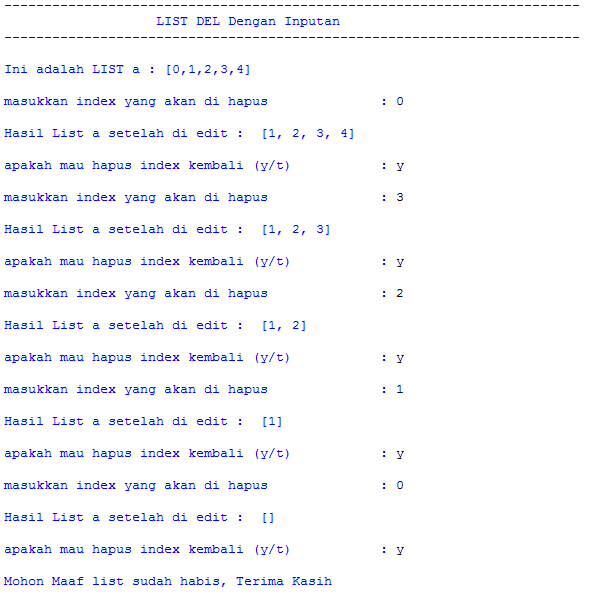 ------------------------------------------------------------------------
LIST DEL Dengan Inputan
------------------------------------------------------------------------
Ini adalah LIST a : [0,1,2,3,4]
masukkan index yang akan di hapus              : 0
Hasil List a setelah di edit :  [1, 2, 3, 4]
apakah mau hapus index kembali (y/t)           : y
masukkan index yang akan di hapus              : 3
Hasil List a setelah di edit :  [1, 2, 3]
apakah mau hapus index kembali (y/t)           : y
masukkan index yang akan di hapus              : 2
Hasil List a setelah di edit :  [1, 2]
apakah mau hapus index kembali (y/t)           : y
masukkan index yang akan di hapus              : 1
Hasil List a setelah di edit :  [1]
apakah mau hapus index kembali (y/t)           : y
masukkan index yang akan di hapus              : 0
Hasil List a setelah di edit :  []
apakah mau hapus index kembali (y/t)           : y
Mohon Maaf list sudah habis, Terima Kasih